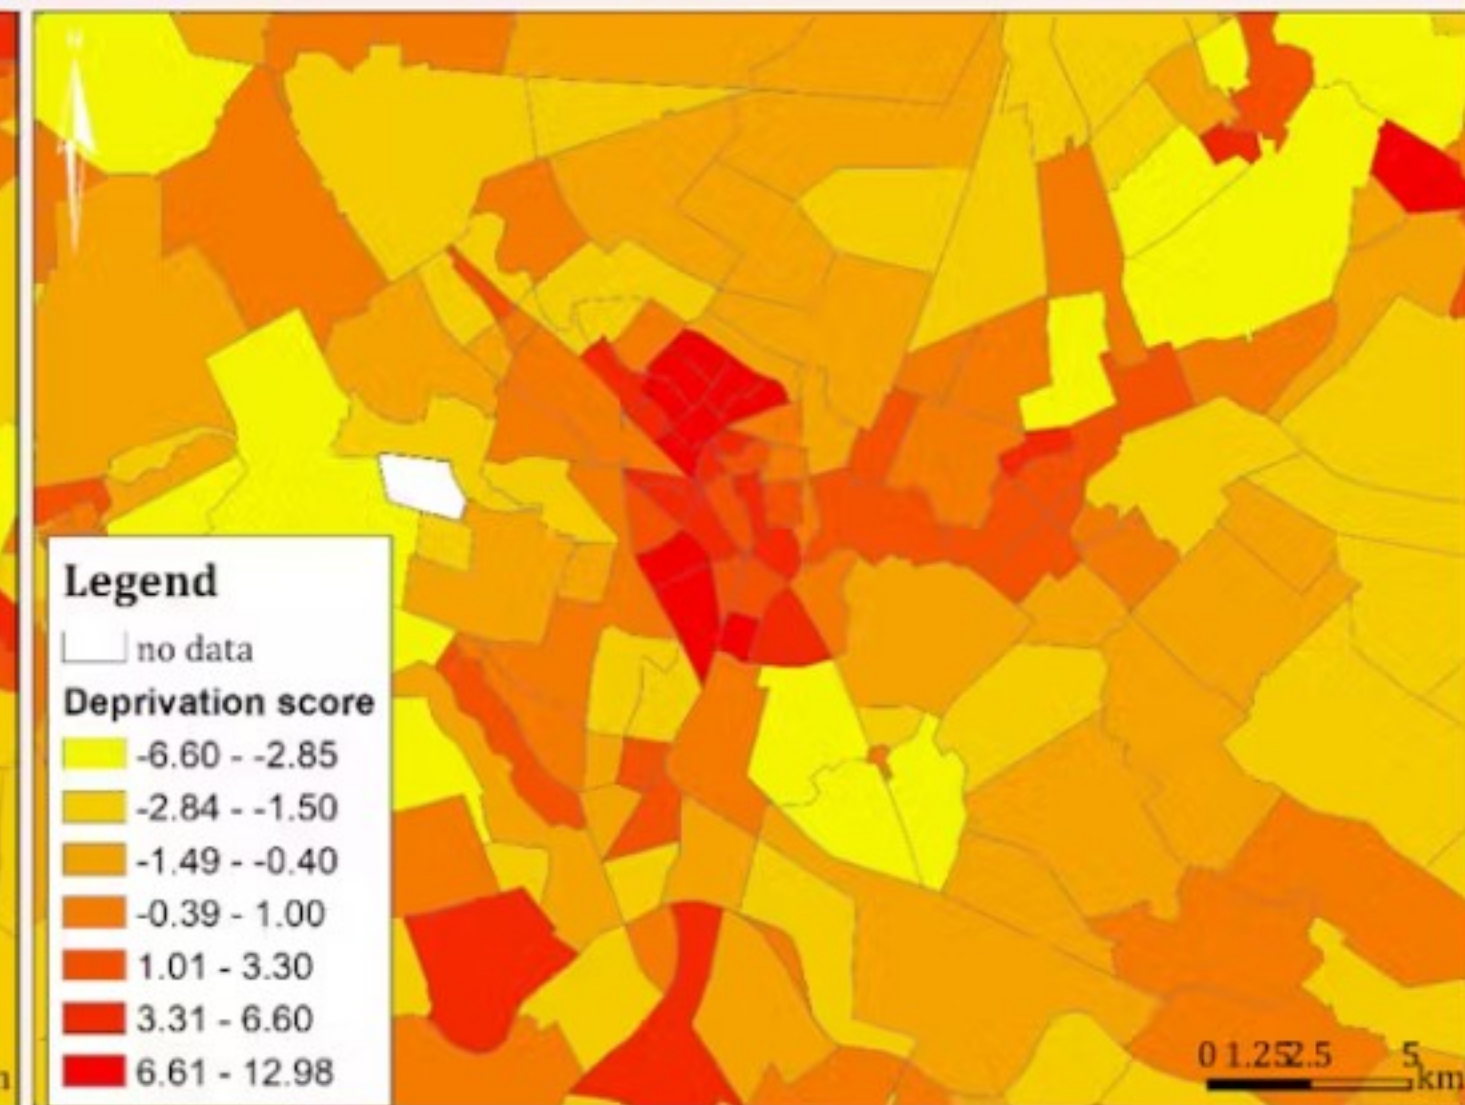 N
Legend
no data
Deprivation score
-6.60 - -2.85
-2.84 - -1.50
-1.49 - -0.40
-0.39 - 1.00
1.01 - 3.30
3.31 - 6.60
6.61 - 12.98
0 1.25 2.5 5
km